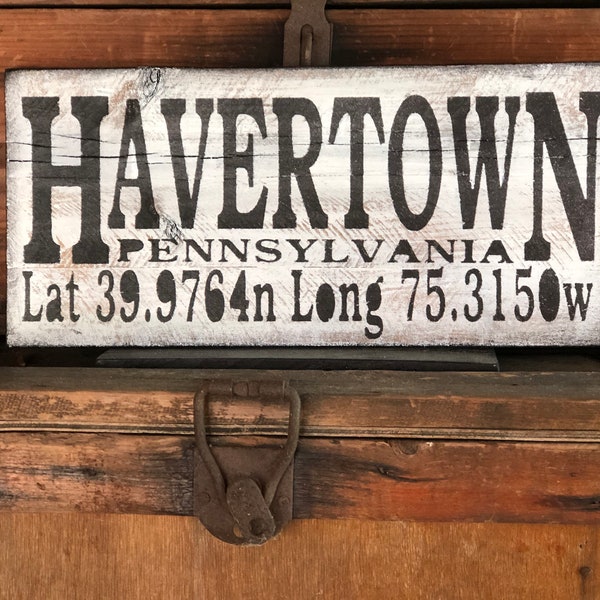 HAVERTOWN
PENNSYLVANIA
Lat 39.9764n Long 75.3150w